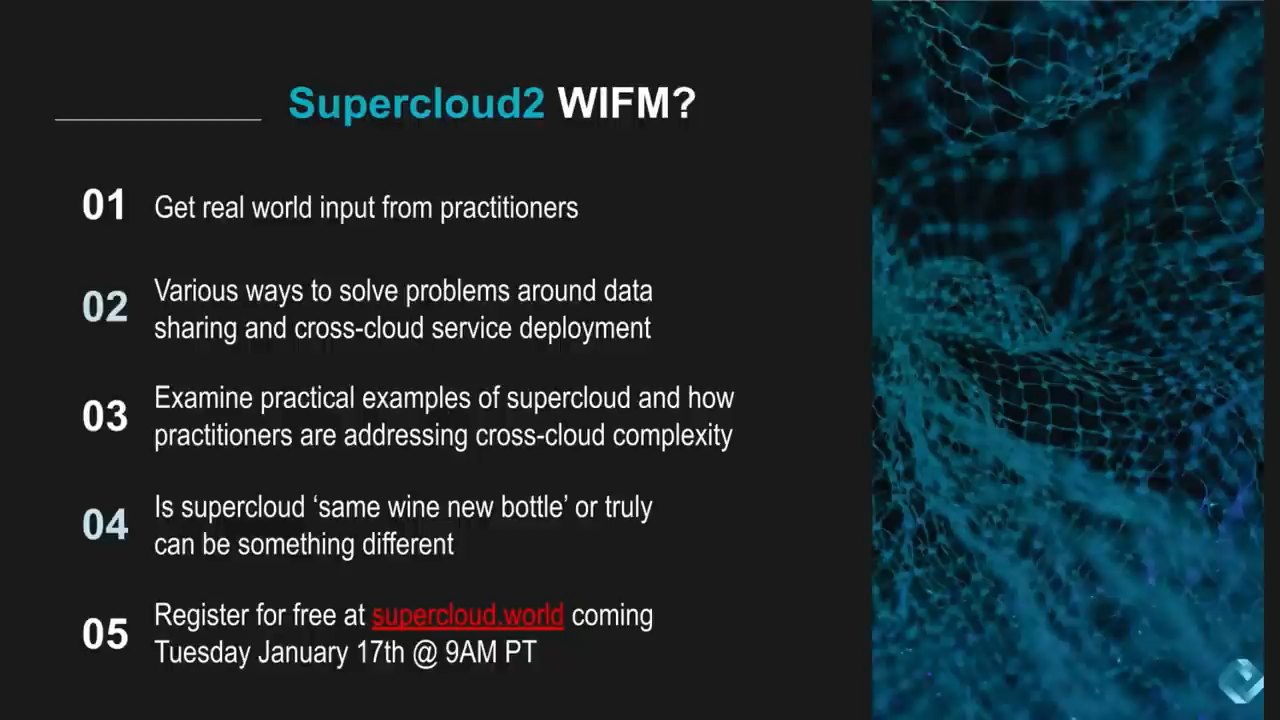 Supercloud2 WIFM?
01 Get real world input from practitioners
02 Various ways to solve problems around data
sharing and cross-cloud service deployment
03 Examine practical examples of supercloud and how
practitioners are addressing cross-cloud complexity
04 Is supercloud ‘same wine new bottle’ or truly
can be something different
05 Register for free at supercloud.world coming
Tuesday January 17th @ 9AM PT